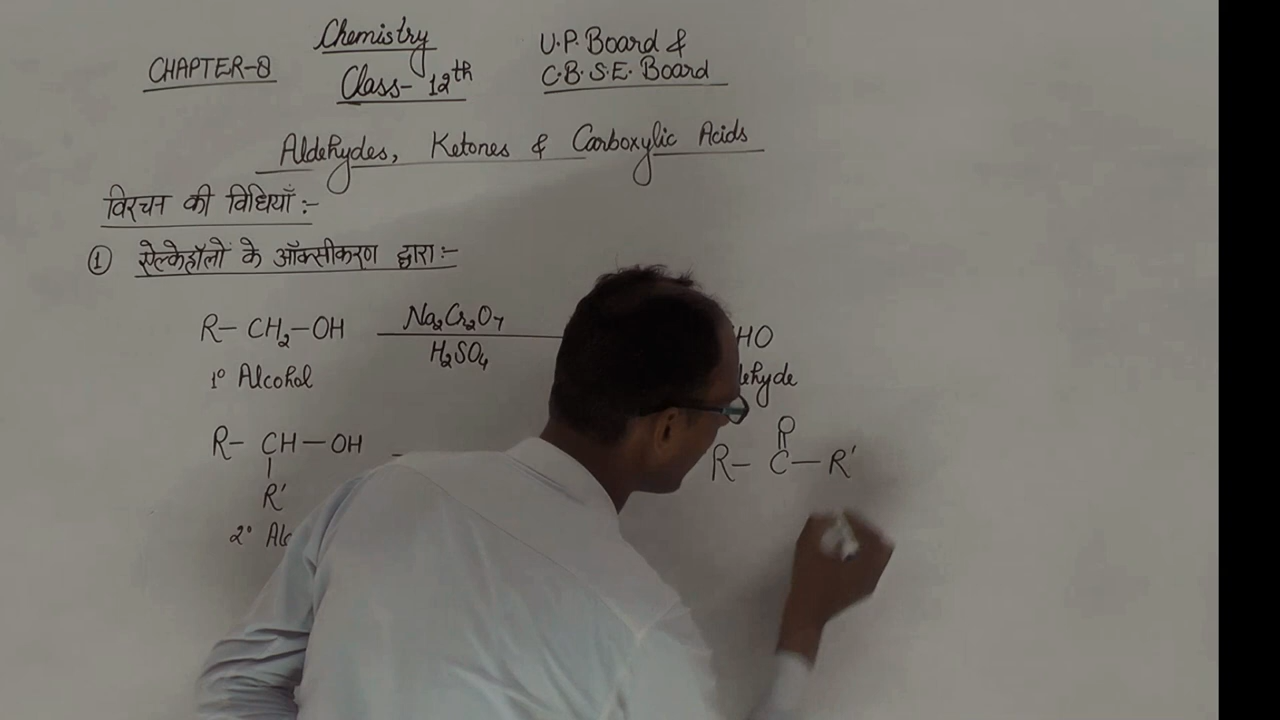 CHAPTER-8
Chemistry
Class- 12th
U.P. Board &
C.B.S.E. Board
Aldehydes, Ketones & Carboxylic Acids
विरचन की विधियाँ :-
① ऐल्केहॉलों के ऑक्सीकरण द्वारा :-
R- CH₂-OH Na₂Cr₂O₇ HO
H₂SO₄
1° Alcohol
O
R- CH-OH R- C-R'
R'
2°